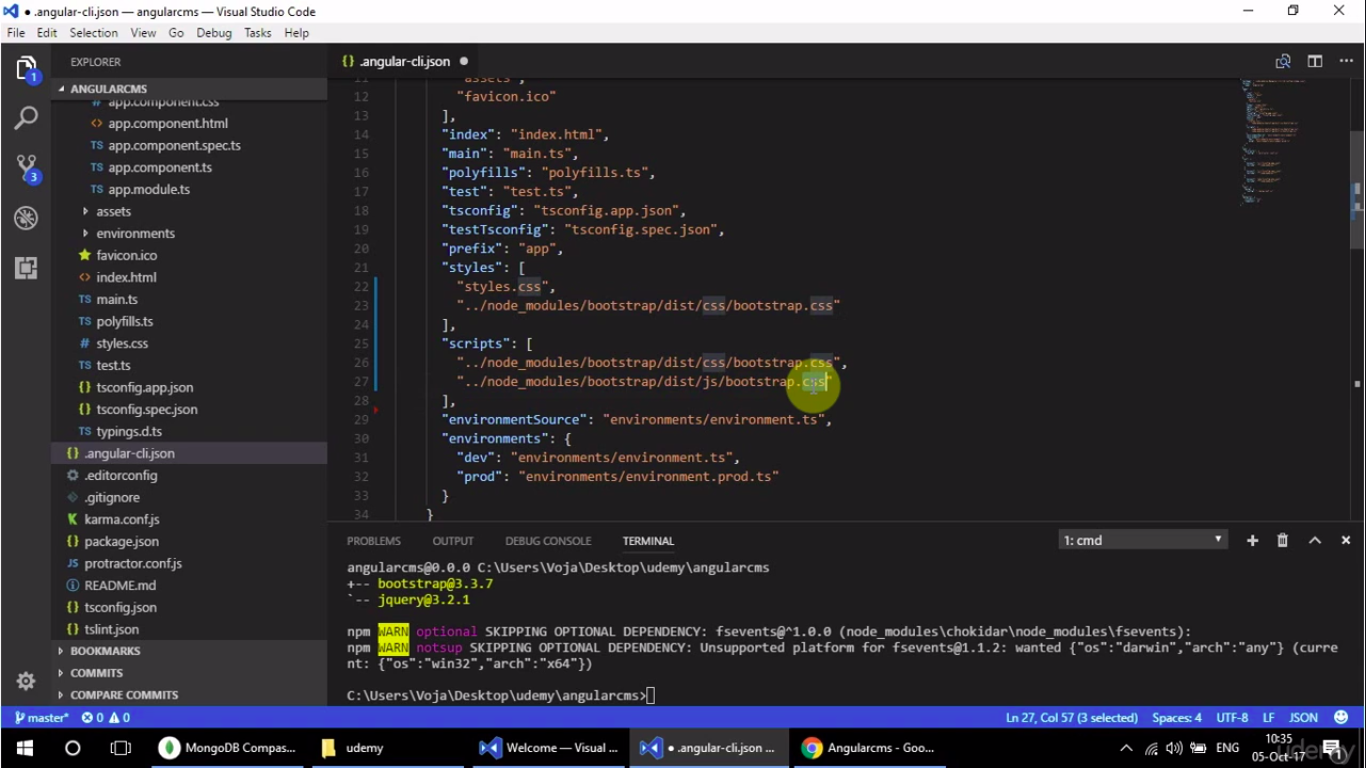 .angular-cli.json — angularcms — Visual Studio Code
File Edit Selection View Go Debug Tasks Help
EXPLORER
ANGULARCMS
app.component.css
app.component.html
app.component.spec.ts
app.component.ts
app.module.ts
assets
environments
favicon.ico
index.html
main.ts
polyfills.ts
styles.css
test.ts
tsconfig.app.json
tsconfig.spec.json
typings.d.ts
.angular-cli.json
.editorconfig
.gitignore
karma.conf.js
package.json
protractor.conf.js
README.md
tsconfig.json
tslint.json
BOOKMARKS
COMMITS
COMPARE COMMITS
.angular-cli.json
11 "assets",
12 "favicon.ico"
13 ],
14 "index": "index.html",
15 "main": "main.ts",
16 "polyfills": "polyfills.ts",
17 "test": "test.ts",
18 "tsconfig": "tsconfig.app.json",
19 "testTsconfig": "tsconfig.spec.json",
20 "prefix": "app",
21 "styles": [
22 "styles.css",
23 "../node_modules/bootstrap/dist/css/bootstrap.css"
24 ],
25 "scripts": [
26 "../node_modules/bootstrap/dist/css/bootstrap.css",
27 "../node_modules/bootstrap/dist/js/bootstrap.css"
28 ],
29 "environmentSource": "environments/environment.ts",
30 "environments": {
31 "dev": "environments/environment.ts",
32 "prod": "environments/environment.prod.ts"
33 }
34 }
PROBLEMS OUTPUT DEBUG CONSOLE TERMINAL 1: cmd
angularcms@0.0.0 C:\Users\Voja\Desktop\udemy\angularcms
+-- bootstrap@3.3.7
`-- jquery@3.2.1
npm WARN optional SKIPPING OPTIONAL DEPENDENCY: fsevents@^1.0.0 (node_modules\chokidar\node_modules\fsevents):
npm WARN notsup SKIPPING OPTIONAL DEPENDENCY: Unsupported platform for fsevents@1.1.2: wanted {"os":"darwin","arch":"any"} (curre
nt: {"os":"win32","arch":"x64"})
C:\Users\Voja\Desktop\udemy\angularcms>
master* 0 0 Ln 27, Col 57 (3 selected) Spaces: 4 UTF-8 LF JSON
MongoDB Compas... udemy Welcome — Visual ... .angular-cli.json ... Angularcms - Goo... ENG
10:35
05-Oct-17
udemy